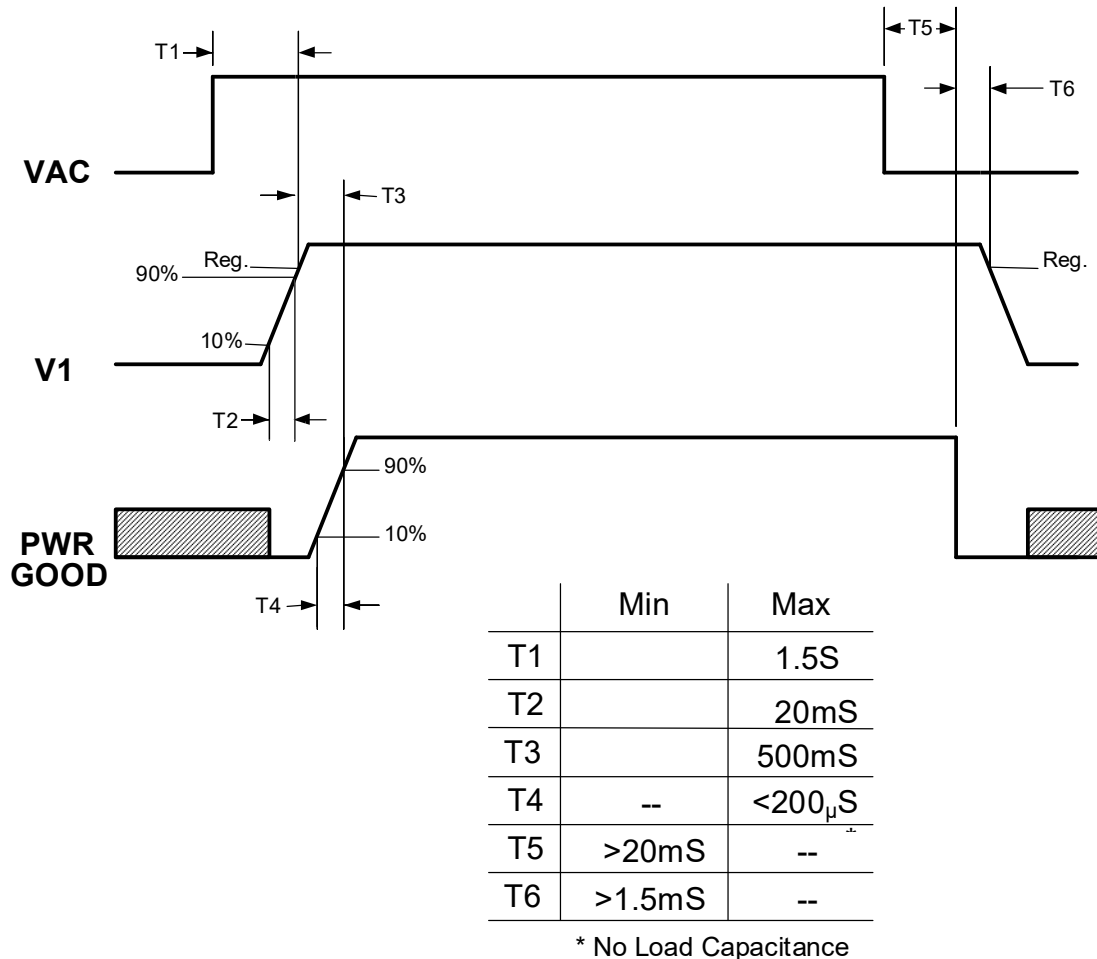 T1
T5
T6
VAC
T3
Reg.
90%
Reg.
10%
V1
T2
90%
10%
PWR
GOOD
T4
Min Max
T1 1.5S
T2 20mS
T3 500mS
T4 -- <200μS
*
T5 >20mS --
T6 >1.5mS --
* No Load Capacitance